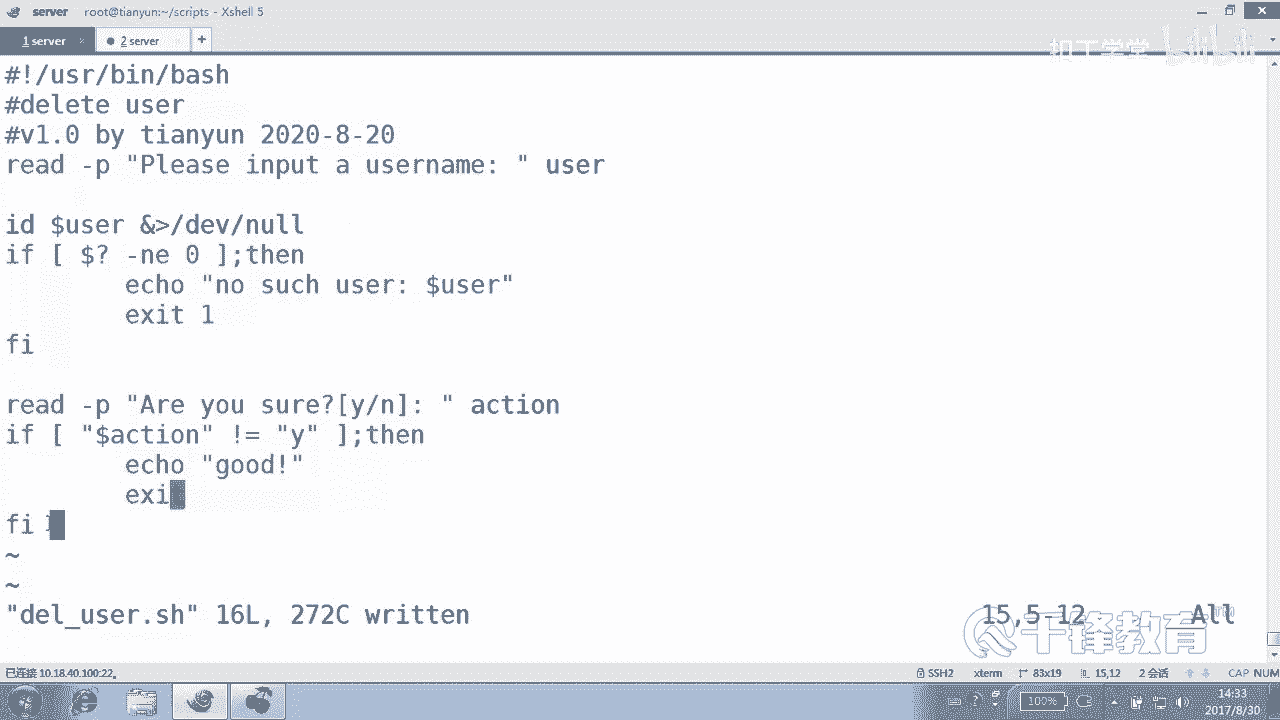 server root@tianyun:~/scripts - Xshell 5
1 server × 2 server +
扣丁学堂 bilibili
#!/usr/bin/bash
#delete user
#v1.0 by tianyun 2020-8-20
read -p "Please input a username: " user
id $user &>/dev/null
if [ $? -ne 0 ];then
echo "no such user: $user"
exit 1
fi
read -p "Are you sure?[y/n]: " action
if [ "$action" != "y" ];then
echo "good!"
exit
fi
~
~
"del_user.sh" 16L, 272C written 15,5-12 All
千锋教育
已连接 10.18.40.100:22。 SSH2 xterm 83x19 15,12 2 会话 CAP NUM
100% 14:33
2017/8/30